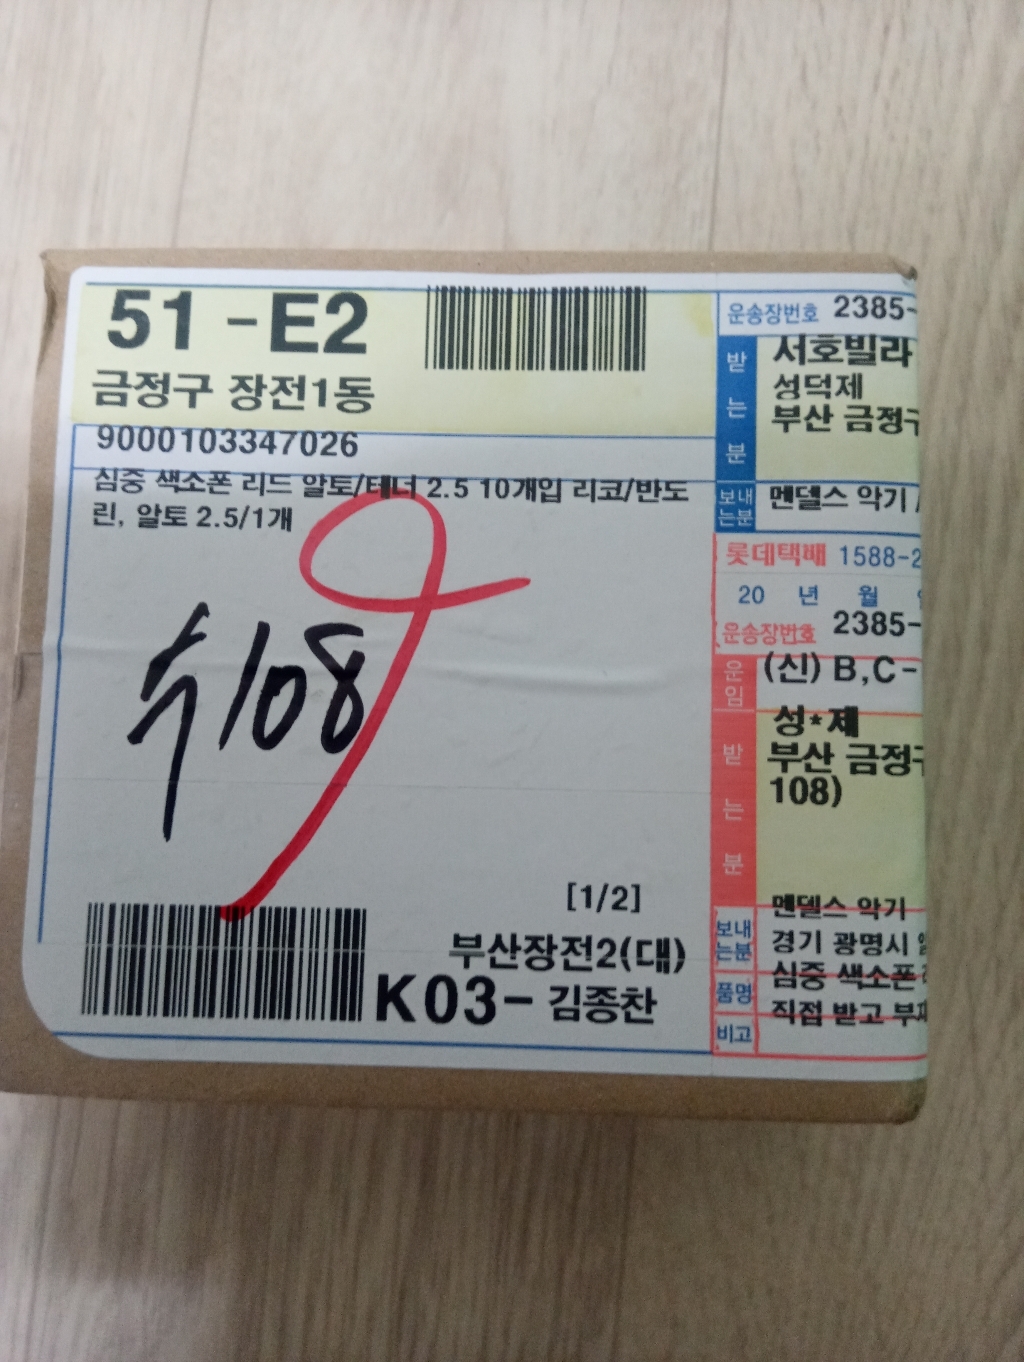 51 - E2
금정구 장전1동
9000103347026
심중 색소폰 리드 알토/테너 2.5 10개입 리코/반도
린, 알토 2.5/1개
108
[1/2]
부산장전2(대)
K03- 김종찬
운송장번호 2385-
받는분
서호빌라
성덕제
부산 금정구
보내는분 멘델스 악기 /
롯데택배 1588-2
20 년 월
운송장번호 2385-
운임 (신) B,C-
받는분
성*제
부산 금정구
108)
보내는분
멘델스 악기
경기 광명시
품명 심중 색소폰
직접 받고 부재
비고